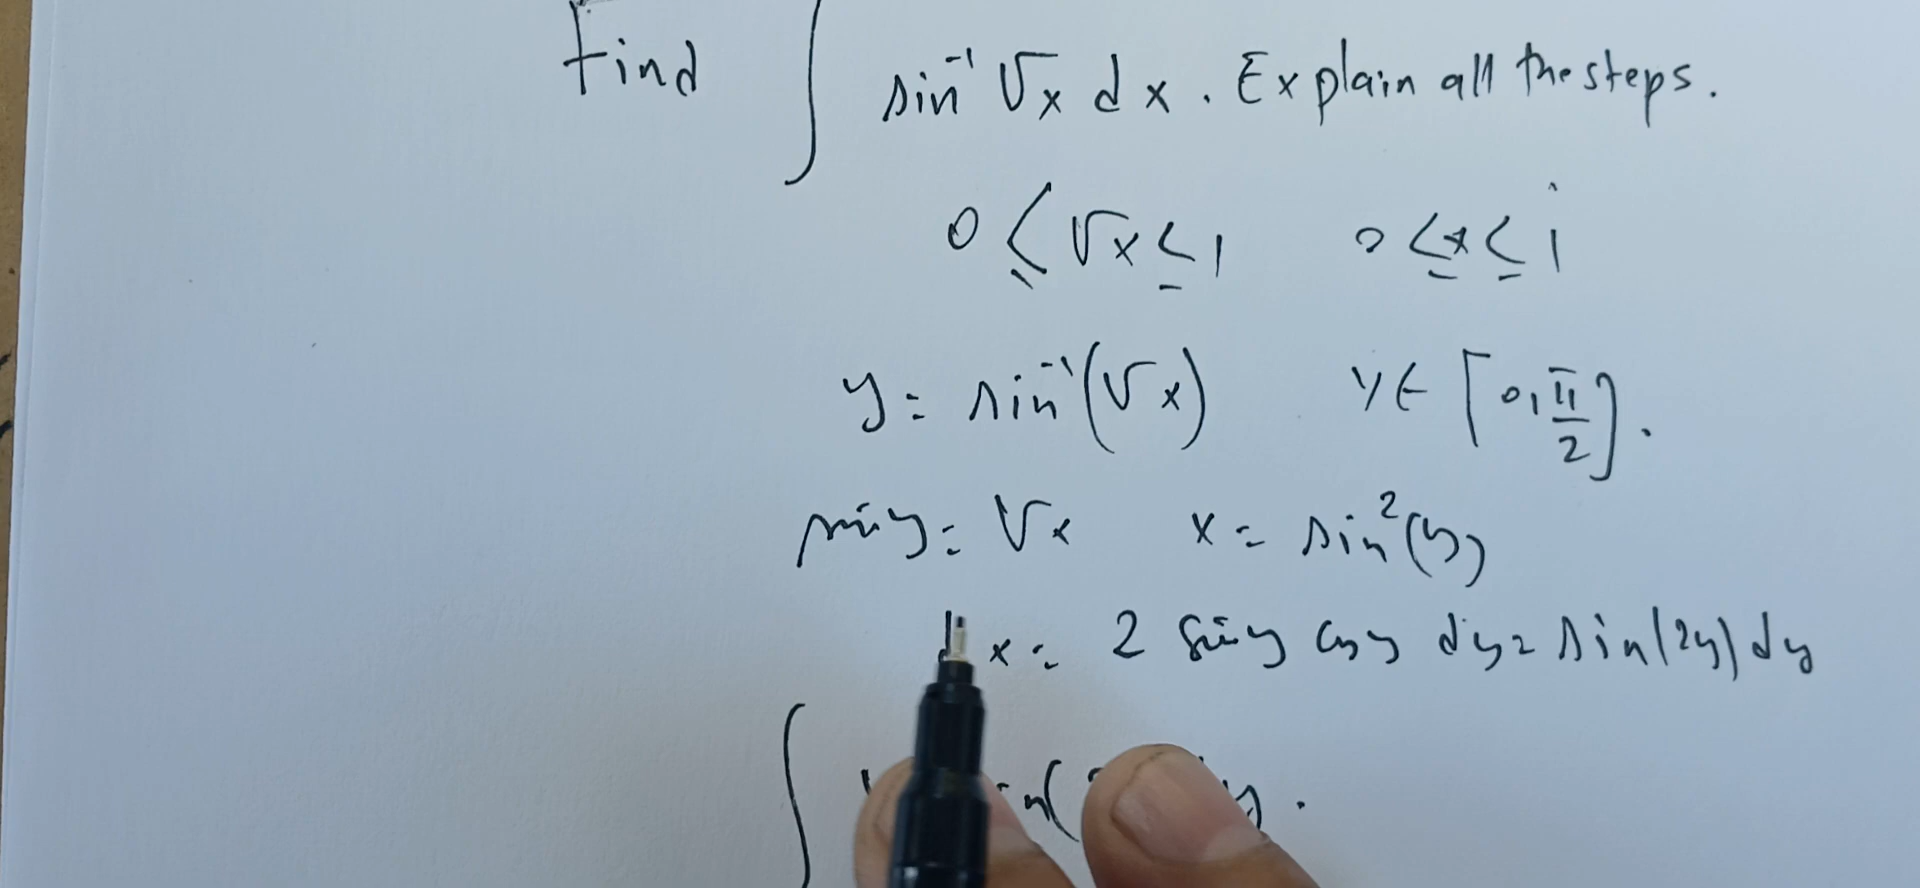 Find ∫ sin⁻¹ √x dx. Explain all the steps.
0 ≤ √x ≤ 1 0 ≤ x ≤ 1
y = sin⁻¹(√x) y ∈ [0, π/2].
sin y = √x x = sin²(y)
dx = 2 sin y cos y dy = sin(2y) dy
∫